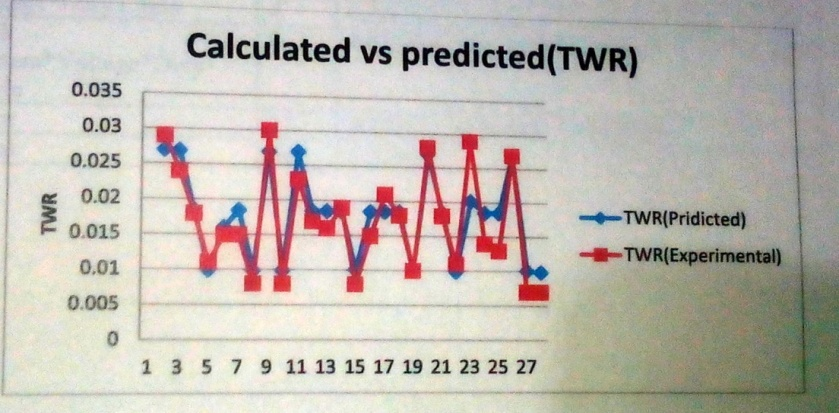 Calculated vs predicted(TWR)
0.035
0.03
0.025
0.02
0.015
0.01
0.005
0
TWR
1 3 5 7 9 11 13 15 17 19 21 23 25 27
TWR(Pridicted)
TWR(Experimental)